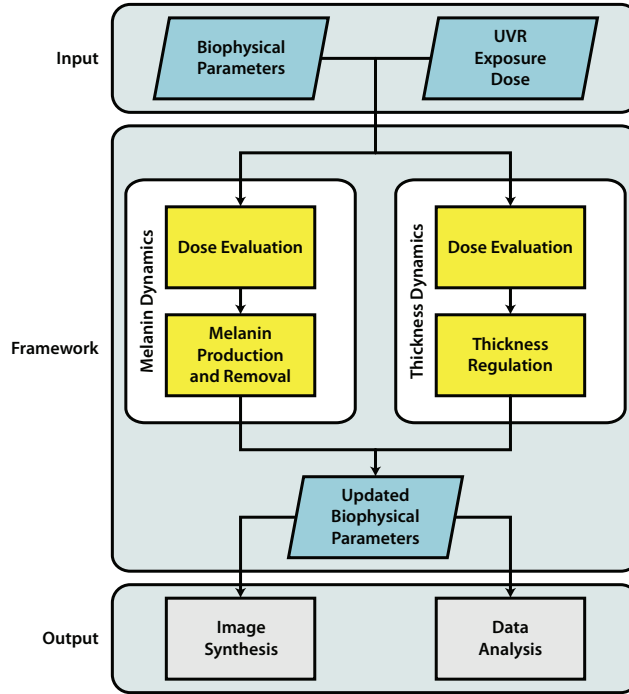 Input
Biophysical
Parameters
UVR
Exposure
Dose
Framework
Melanin Dynamics
Dose Evaluation
Melanin
Production
and Removal
Thickness Dynamics
Dose Evaluation
Thickness
Regulation
Updated
Biophysical
Parameters
Output
Image
Synthesis
Data
Analysis